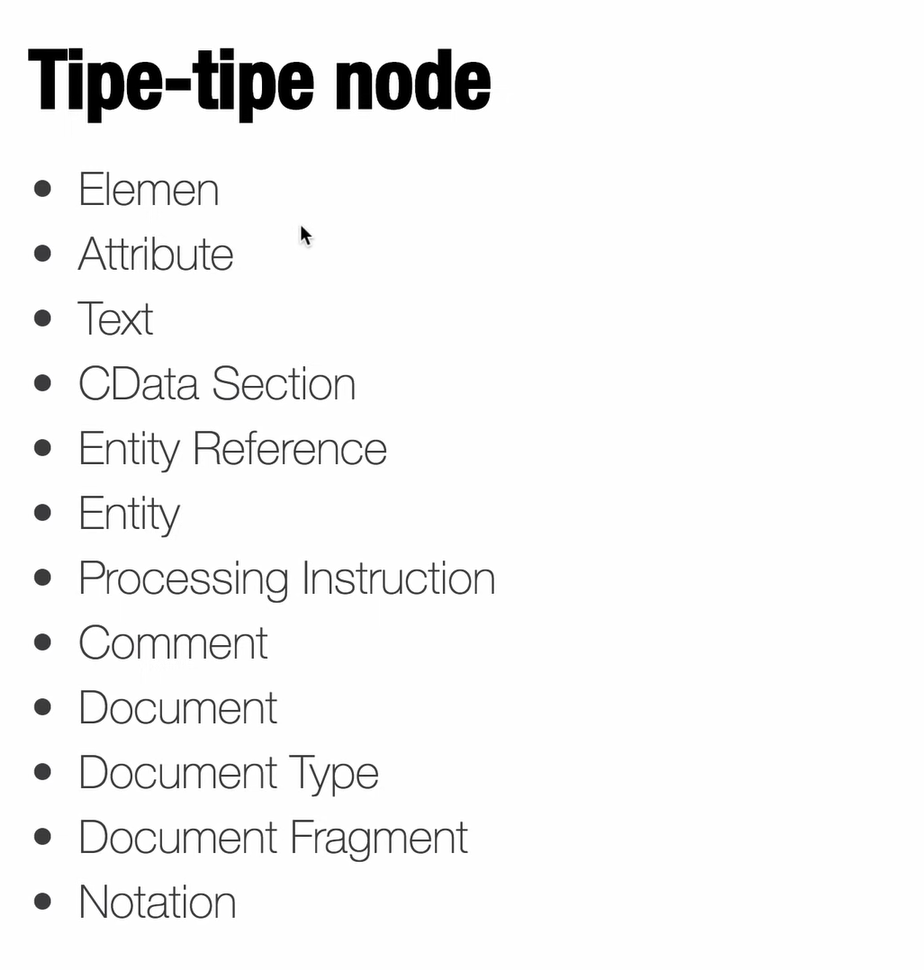 Tipe-tipe node
• Elemen
• Attribute
• Text
• CData Section
• Entity Reference
• Entity
• Processing Instruction
• Comment
• Document
• Document Type
• Document Fragment
• Notation